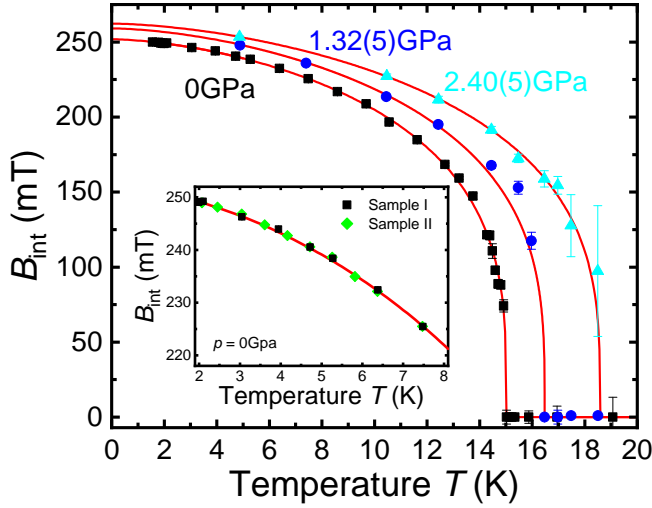 300
250
200
150
100
50
0
B_int (mT)
1.32(5)GPa
2.40(5)GPa
0GPa
250
240
230
220
B_int (mT)
Sample I
Sample II
p = 0Gpa
2 3 4 5 6 7 8
Temperature T (K)
0 2 4 6 8 10 12 14 16 18 20
Temperature T (K)